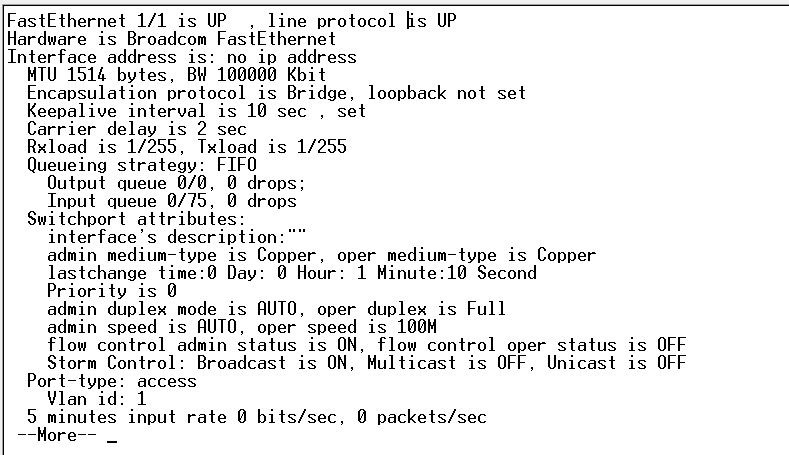 FastEthernet 1/1 is UP  , line protocol is UP
Hardware is Broadcom FastEthernet
Interface address is: no ip address
  MTU 1514 bytes, BW 100000 Kbit
  Encapsulation protocol is Bridge, loopback not set
  Keepalive interval is 10 sec , set
  Carrier delay is 2 sec
  Rxload is 1/255, Txload is 1/255
  Queueing strategy: FIFO
    Output queue 0/0, 0 drops;
    Input queue 0/75, 0 drops
  Switchport attributes:
    interface's description:""
    admin medium-type is Copper, oper medium-type is Copper
    lastchange time:0 Day: 0 Hour: 1 Minute:10 Second
    Priority is 0
    admin duplex mode is AUTO, oper duplex is Full
    admin speed is AUTO, oper speed is 100M
    flow control admin status is ON, flow control oper status is OFF
    Storm Control: Broadcast is ON, Multicast is OFF, Unicast is OFF
  Port-type: access
    Vlan id: 1
  5 minutes input rate 0 bits/sec, 0 packets/sec
 --More-- _